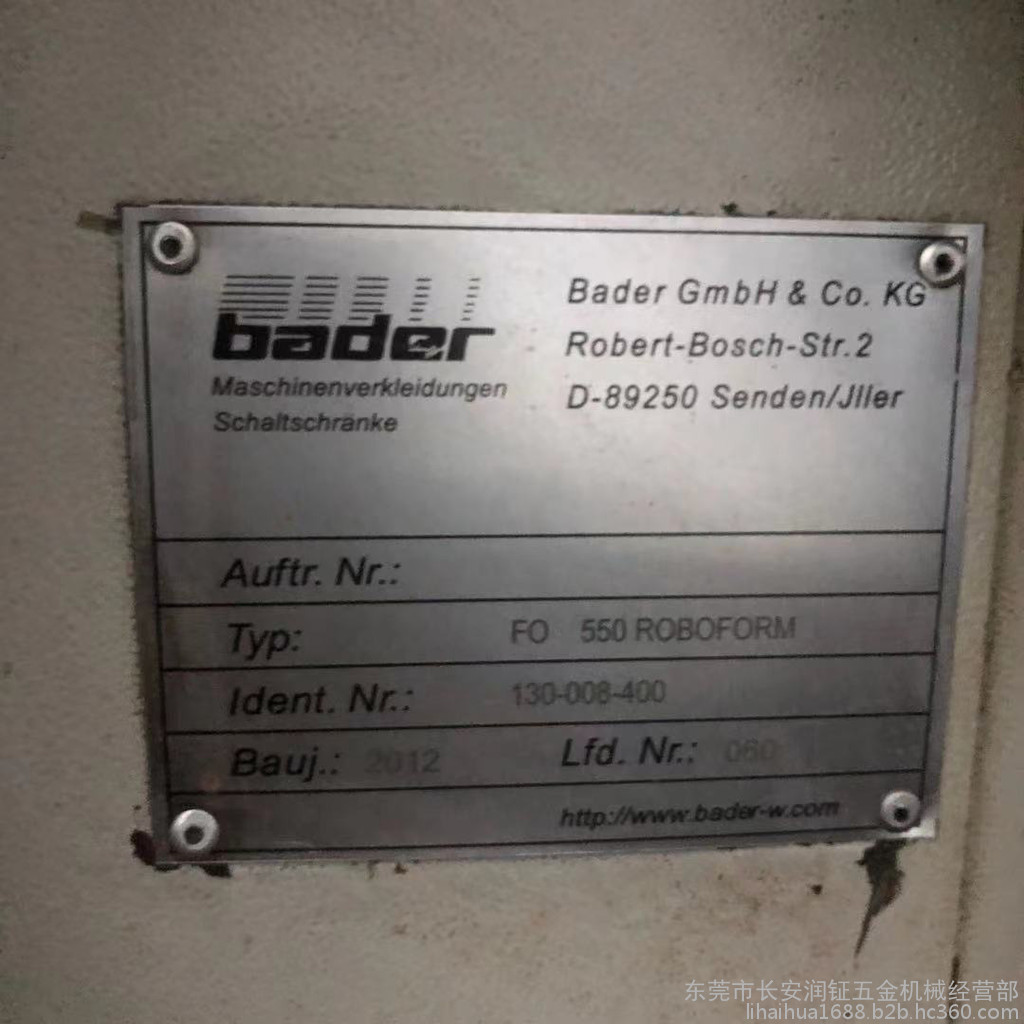 bader
Maschinenverkleidungen
Schaltschränke
Bader GmbH & Co. KG
Robert-Bosch-Str.2
D-89250 Senden/Jller
Auftr. Nr.:
Typ: FO 550 ROBOFORM
Ident. Nr.: 130-008-400
Bauj.: 2012 Lfd. Nr.: 060
http://www.bader-w.com
东莞市长安润钲五金机械经营部
lihaihua1688.b2b.hc360.com